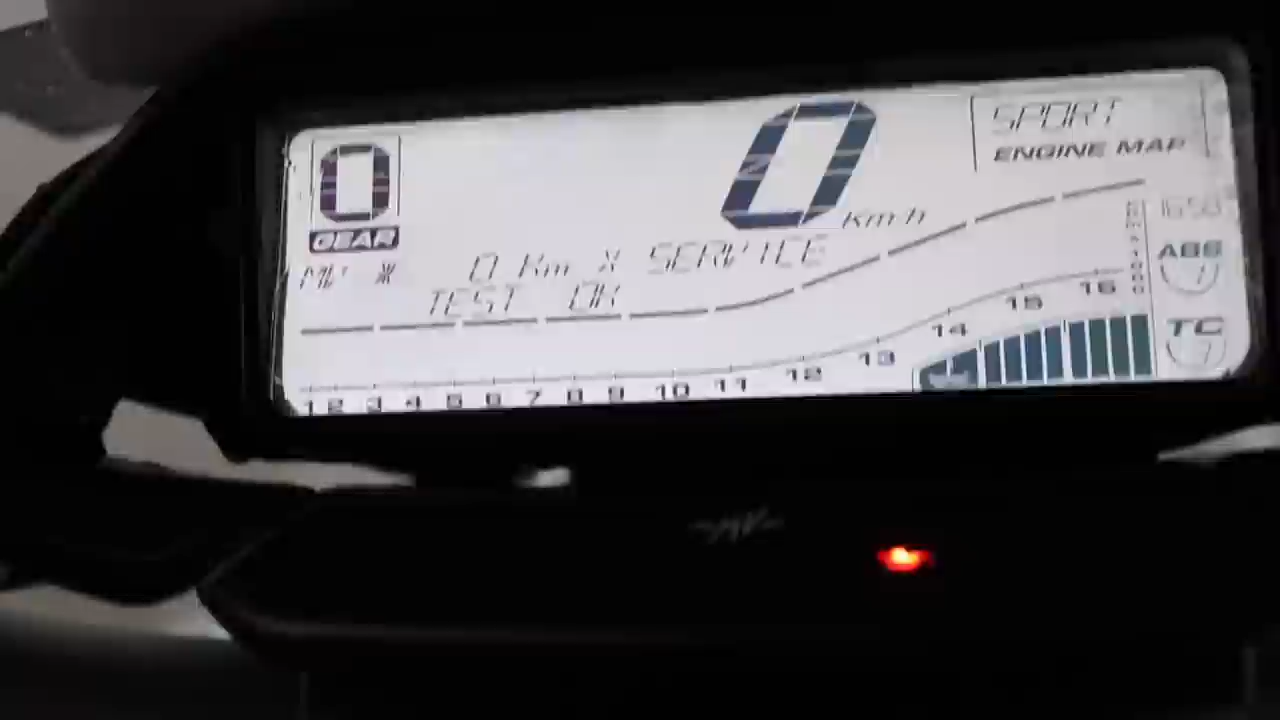 0
GEAR
0
Km/h
SPORT
ENGINE MAP
MV * 0 Km X SERVICE
TEST OK
ABS
TC
1 2 3 4 5 6 7 8 9 10 11 12 13 14 15 16